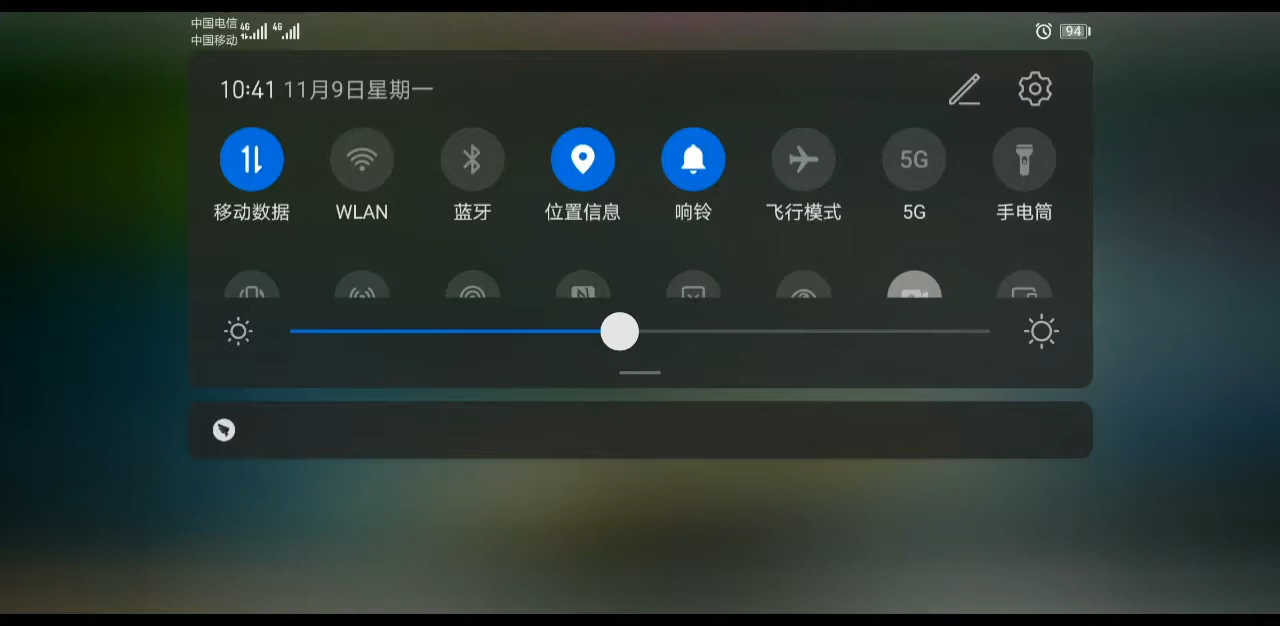 中国电信 4G 4G
中国移动
94
10:41 11月9日星期一
5G
移动数据 WLAN 蓝牙 位置信息 响铃 飞行模式 5G 手电筒